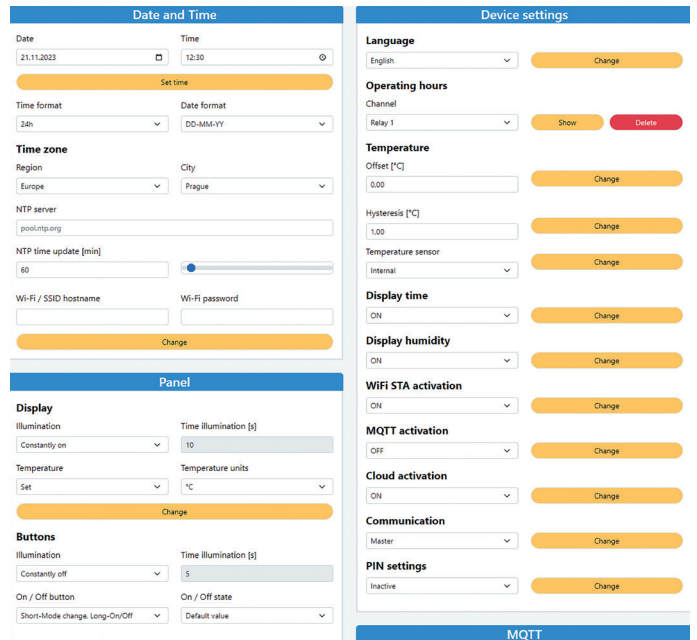 Date and Time
Date Time
21.11.2023 12:30
Set time
Time format Date format
24h DD-MM-YY
Time zone
Region City
Europe Prague
NTP server
pool.ntp.org
NTP time update [min]
60
Wi-Fi / SSID hostname Wi-Fi password
Change
Panel
Display
Illumination Time illumination [s]
Constantly on 10
Temperature Temperature units
Set °C
Change
Buttons
Illumination Time illumination [s]
Constantly off 5
On / Off button On / Off state
Short-Mode change, Long-On/Off Default value
Device settings
Language
English Change
Operating hours
Channel
Relay 1 Show Delete
Temperature
Offset [°C]
0,00 Change
Hysteresis [°C]
1,00 Change
Temperature sensor
Internal Change
Display time
ON Change
Display humidity
ON Change
WiFi STA activation
ON Change
MQTT activation
OFF Change
Cloud activation
ON Change
Communication
Master Change
PIN settings
Inactive Change
MQTT